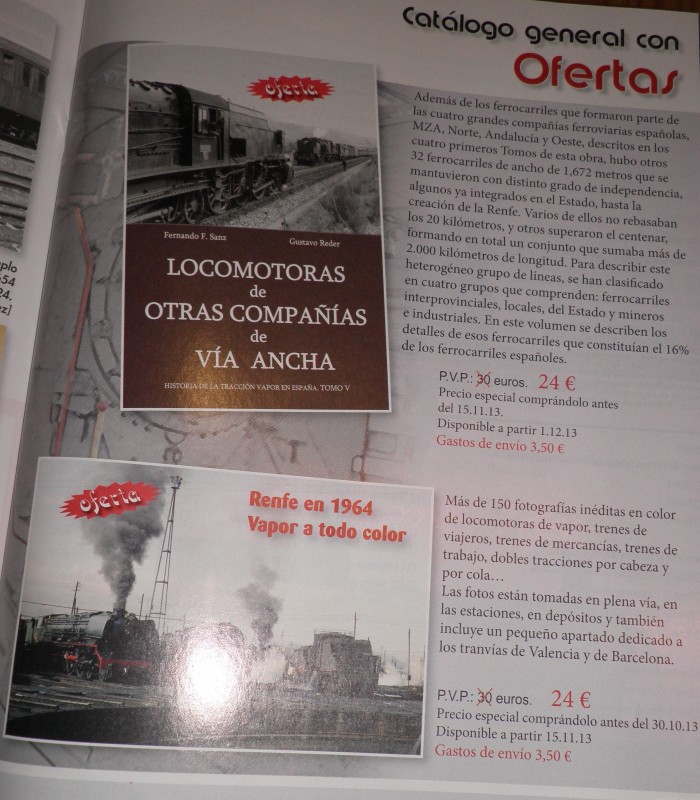 Catálogo general con
Ofertas
oferta
Fernando F. Sanz
Gustavo Reder
LOCOMOTORAS
de
OTRAS COMPAÑÍAS
de
VÍA ANCHA
HISTORIA DE LA TRACCIÓN VAPOR EN ESPAÑA. TOMO V
Además de los ferrocarriles que formaron parte de
las cuatro grandes compañías ferroviarias españolas,
MZA, Norte, Andalucía y Oeste, descritos en los
cuatro primeros Tomos de esta obra, hubo otros
32 ferrocarriles de ancho de 1,672 metros que se
mantuvieron con distinto grado de independencia,
algunos ya integrados en el Estado, hasta la
creación de la Renfe. Varios de ellos no rebasaban
los 20 kilómetros, y otros superaron el centenar,
formando en total un conjunto que sumaba más de
2.000 kilómetros de longitud. Para describir este
heterogéneo grupo de líneas, se han clasificado
en cuatro grupos que comprenden: ferrocarriles
interprovinciales, locales, del Estado y mineros
e industriales. En este volumen se describen los
detalles de esos ferrocarriles que constituían el 16%
de los ferrocarriles españoles.
P.V.P.: 30 euros. 24 €
Precio especial comprándolo antes
del 15.11.13.
Disponible a partir 1.12.13
Gastos de envío 3,50 €
oferta
Renfe en 1964
Vapor a todo color
Más de 150 fotografías inéditas en color
de locomotoras de vapor, trenes de
viajeros, trenes de mercancías, trenes de
trabajo, dobles tracciones por cabeza y
por cola…
Las fotos están tomadas en plena vía, en
las estaciones, en depósitos y también
incluye un pequeño apartado dedicado a
los tranvías de Valencia y de Barcelona.
P.V.P.: 30 euros. 24 €
Precio especial comprándolo antes del 30.10.13
Disponible a partir 15.11.13
Gastos de envío 3,50 €